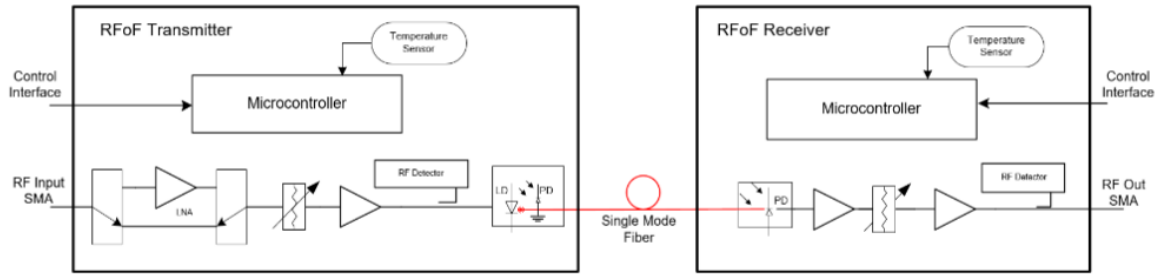 RFoF Transmitter
Temperature
Sensor
Control
Interface
Microcontroller
RF Input
SMA
LNA
RF Detector
LD
PD
Single Mode
Fiber
RFoF Receiver
Temperature
Sensor
Control
Interface
Microcontroller
PD
RF Detector
RF Out
SMA